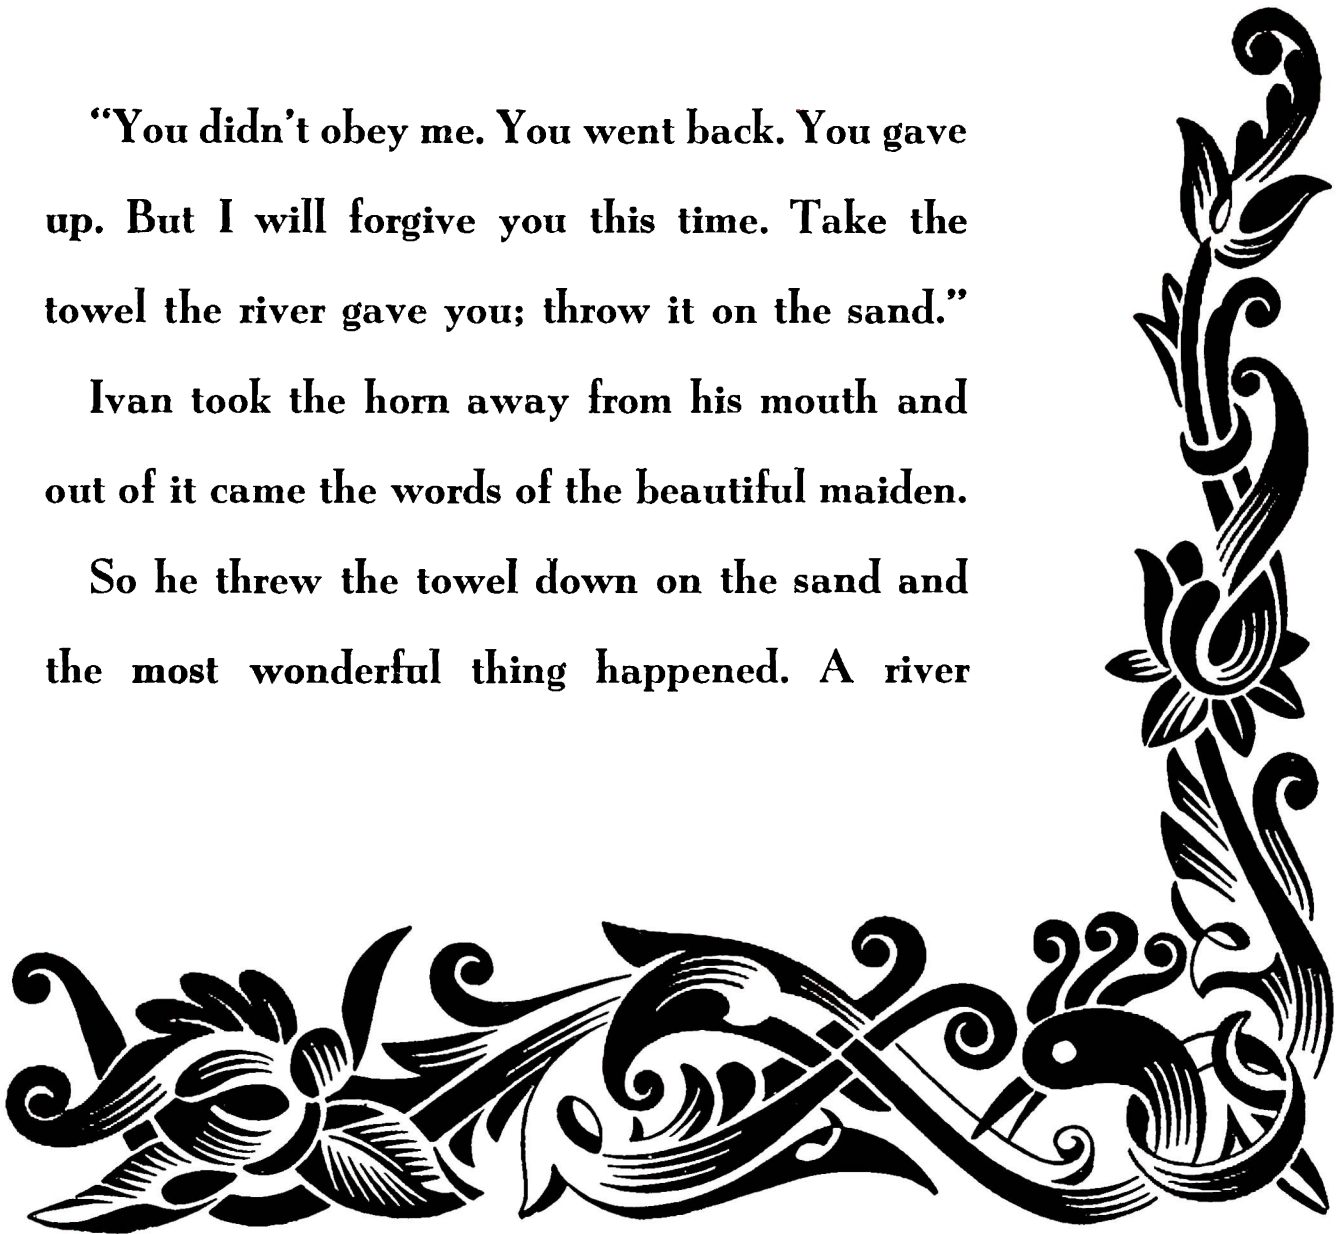 “You didn’t obey me. You went back. You gave
up. But I will forgive you this time. Take the
towel the river gave you; throw it on the sand.”
Ivan took the horn away from his mouth and
out of it came the words of the beautiful maiden.
So he threw the towel down on the sand and
the most wonderful thing happened. A river